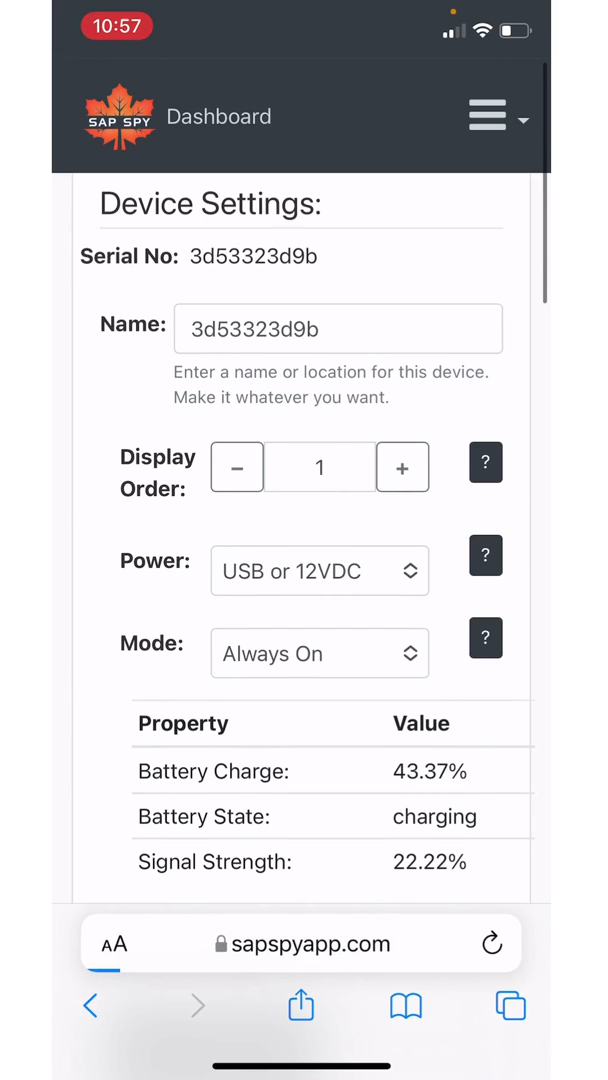 10:57
SAP SPY
Dashboard
Device Settings:
Serial No: 3d53323d9b
Name: 3d53323d9b
Enter a name or location for this device.
Make it whatever you want.
Display
Order:
− 1 + ?
Power: USB or 12VDC ?
Mode: Always On ?
Property Value
Battery Charge: 43.37%
Battery State: charging
Signal Strength: 22.22%
AA sapspyapp.com